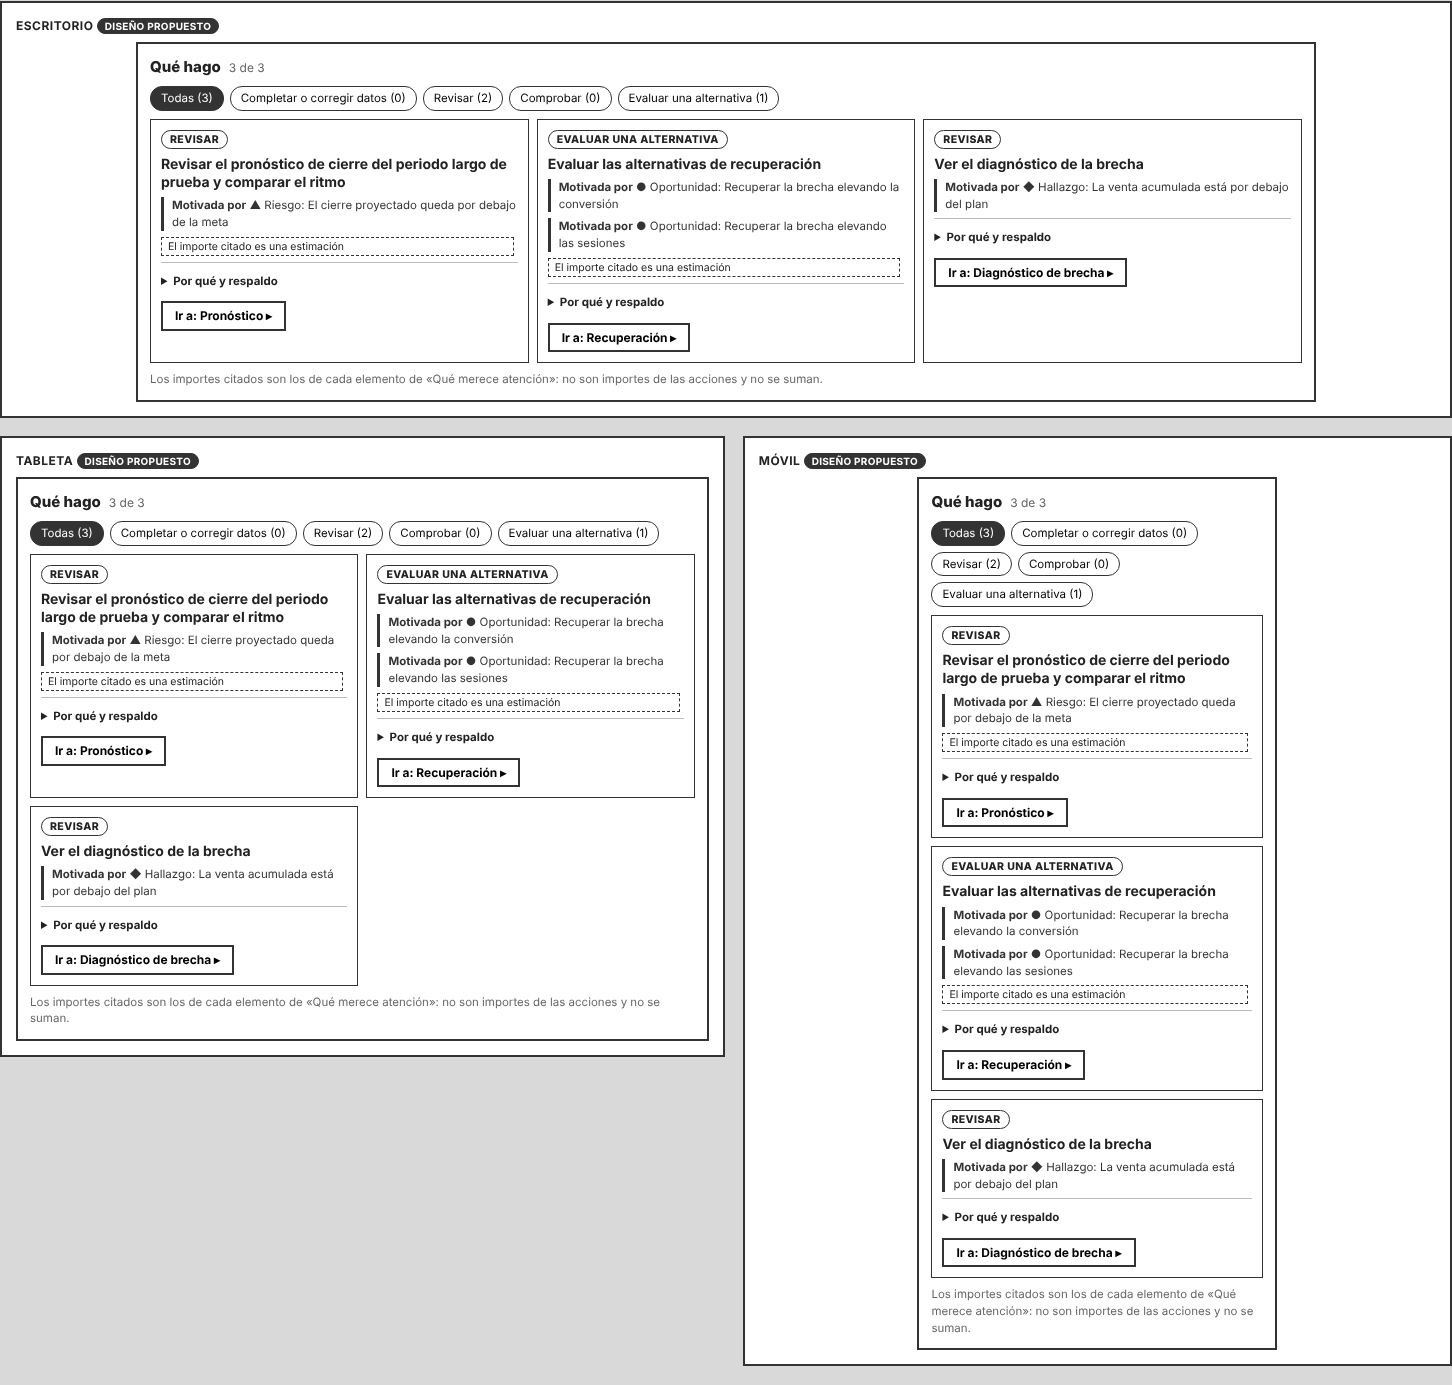 ESCRITORIO DISEÑO PROPUESTO
Qué hago 3 de 3
Todas (3) Completar o corregir datos (0) Revisar (2) Comprobar (0) Evaluar una alternativa (1)
REVISAR
Revisar el pronóstico de cierre del periodo largo de
prueba y comparar el ritmo
Motivada por ▲ Riesgo: El cierre proyectado queda por debajo
de la meta
El importe citado es una estimación
▶ Por qué y respaldo
Ir a: Pronóstico ▸
EVALUAR UNA ALTERNATIVA
Evaluar las alternativas de recuperación
Motivada por ● Oportunidad: Recuperar la brecha elevando la
conversión
Motivada por ● Oportunidad: Recuperar la brecha elevando
las sesiones
El importe citado es una estimación
▶ Por qué y respaldo
Ir a: Recuperación ▸
REVISAR
Ver el diagnóstico de la brecha
Motivada por ◆ Hallazgo: La venta acumulada está por debajo
del plan
▶ Por qué y respaldo
Ir a: Diagnóstico de brecha ▸
Los importes citados son los de cada elemento de «Qué merece atención»: no son importes de las acciones y no se suman.
TABLETA DISEÑO PROPUESTO
Qué hago 3 de 3
Todas (3) Completar o corregir datos (0) Revisar (2) Comprobar (0) Evaluar una alternativa (1)
REVISAR
Revisar el pronóstico de cierre del periodo
largo de prueba y comparar el ritmo
Motivada por ▲ Riesgo: El cierre proyectado queda
por debajo de la meta
El importe citado es una estimación
▶ Por qué y respaldo
Ir a: Pronóstico ▸
EVALUAR UNA ALTERNATIVA
Evaluar las alternativas de recuperación
Motivada por ● Oportunidad: Recuperar la brecha
elevando la conversión
Motivada por ● Oportunidad: Recuperar la brecha
elevando las sesiones
El importe citado es una estimación
▶ Por qué y respaldo
Ir a: Recuperación ▸
REVISAR
Ver el diagnóstico de la brecha
Motivada por ◆ Hallazgo: La venta acumulada está
por debajo del plan
▶ Por qué y respaldo
Ir a: Diagnóstico de brecha ▸
Los importes citados son los de cada elemento de «Qué merece atención»: no son importes de las acciones y no se
suman.
MÓVIL DISEÑO PROPUESTO
Qué hago 3 de 3
Todas (3) Completar o corregir datos (0)
Revisar (2) Comprobar (0)
Evaluar una alternativa (1)
REVISAR
Revisar el pronóstico de cierre del periodo
largo de prueba y comparar el ritmo
Motivada por ▲ Riesgo: El cierre proyectado queda
por debajo de la meta
El importe citado es una estimación
▶ Por qué y respaldo
Ir a: Pronóstico ▸
EVALUAR UNA ALTERNATIVA
Evaluar las alternativas de recuperación
Motivada por ● Oportunidad: Recuperar la brecha
elevando la conversión
Motivada por ● Oportunidad: Recuperar la brecha
elevando las sesiones
El importe citado es una estimación
▶ Por qué y respaldo
Ir a: Recuperación ▸
REVISAR
Ver el diagnóstico de la brecha
Motivada por ◆ Hallazgo: La venta acumulada está
por debajo del plan
▶ Por qué y respaldo
Ir a: Diagnóstico de brecha ▸
Los importes citados son los de cada elemento de «Qué
merece atención»: no son importes de las acciones y no se
suman.